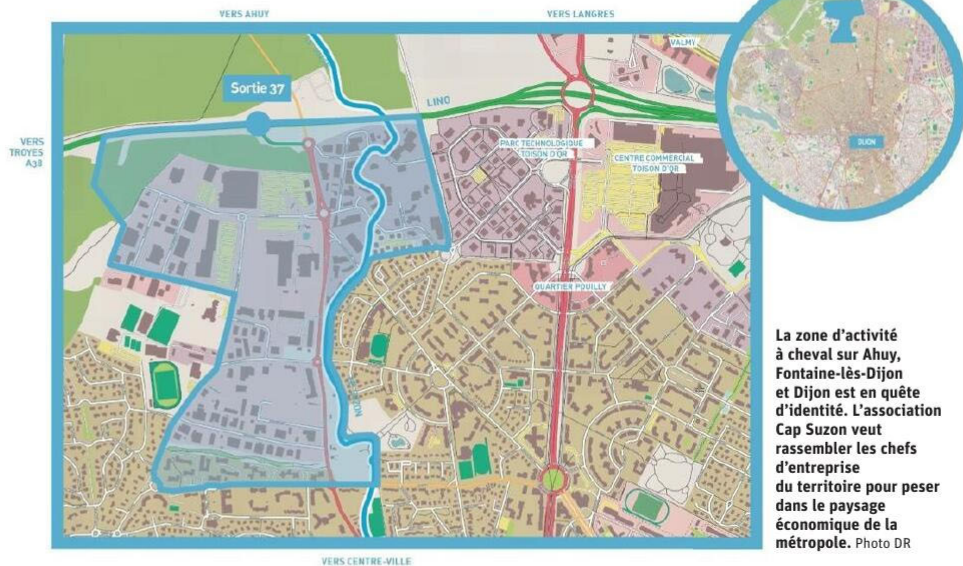 VERS AHUY
VERS LANGRES
VALMY
Sortie 37
LINO
VERS
TROYES
A38
PARC TECHNOLOGIQUE
TOISON D'OR
CENTRE COMMERCIAL
TOISON D'OR
DIJON
QUARTIER POUILLY
SUZON
VERS CENTRE-VILLE
La zone d'activité
à cheval sur Ahuy,
Fontaine-lès-Dijon
et Dijon est en quête
d'identité. L'association
Cap Suzon veut
rassembler les chefs
d'entreprise
du territoire pour peser
dans le paysage
économique de la
métropole. Photo DR